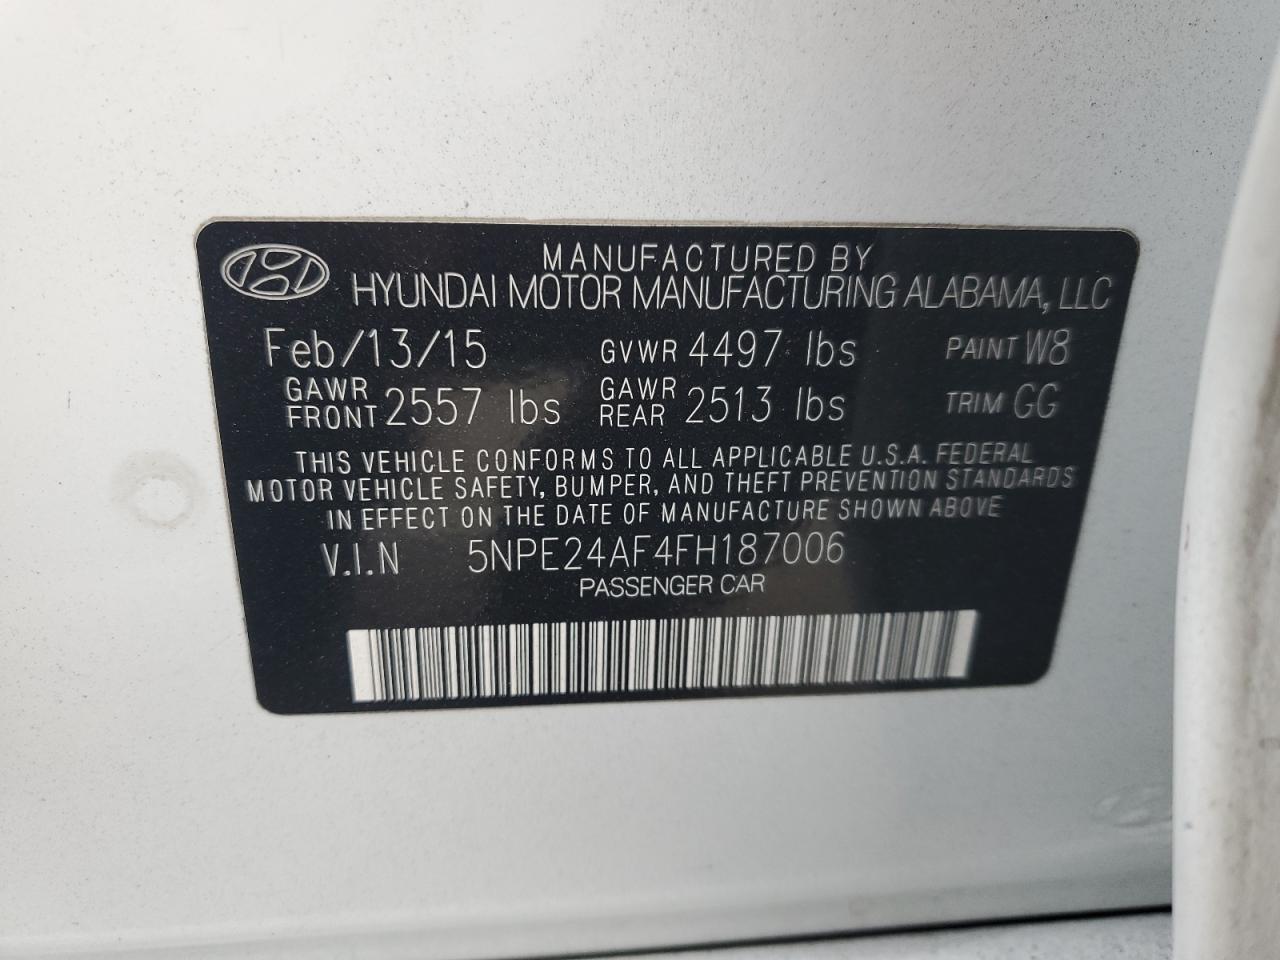 MANUFACTURED BY
HYUNDAI MOTOR MANUFACTURING ALABAMA, LLC
Feb/13/15 GVWR 4497 lbs PAINT W8
GAWR FRONT 2557 lbs GAWR REAR 2513 lbs TRIM GG
THIS VEHICLE CONFORMS TO ALL APPLICABLE U.S.A. FEDERAL
MOTOR VEHICLE SAFETY, BUMPER, AND THEFT PREVENTION STANDARDS
IN EFFECT ON THE DATE OF MANUFACTURE SHOWN ABOVE
V.I.N 5NPE24AF4FH187006
PASSENGER CAR